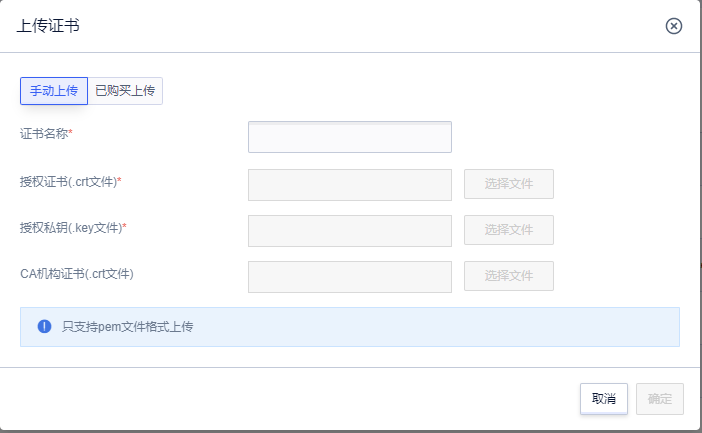 上传证书
手动上传 已购买上传
证书名称*
授权证书(.crt文件)* 选择文件
授权私钥(.key文件)* 选择文件
CA机构证书(.crt文件) 选择文件
只支持pem文件格式上传
取消 确定